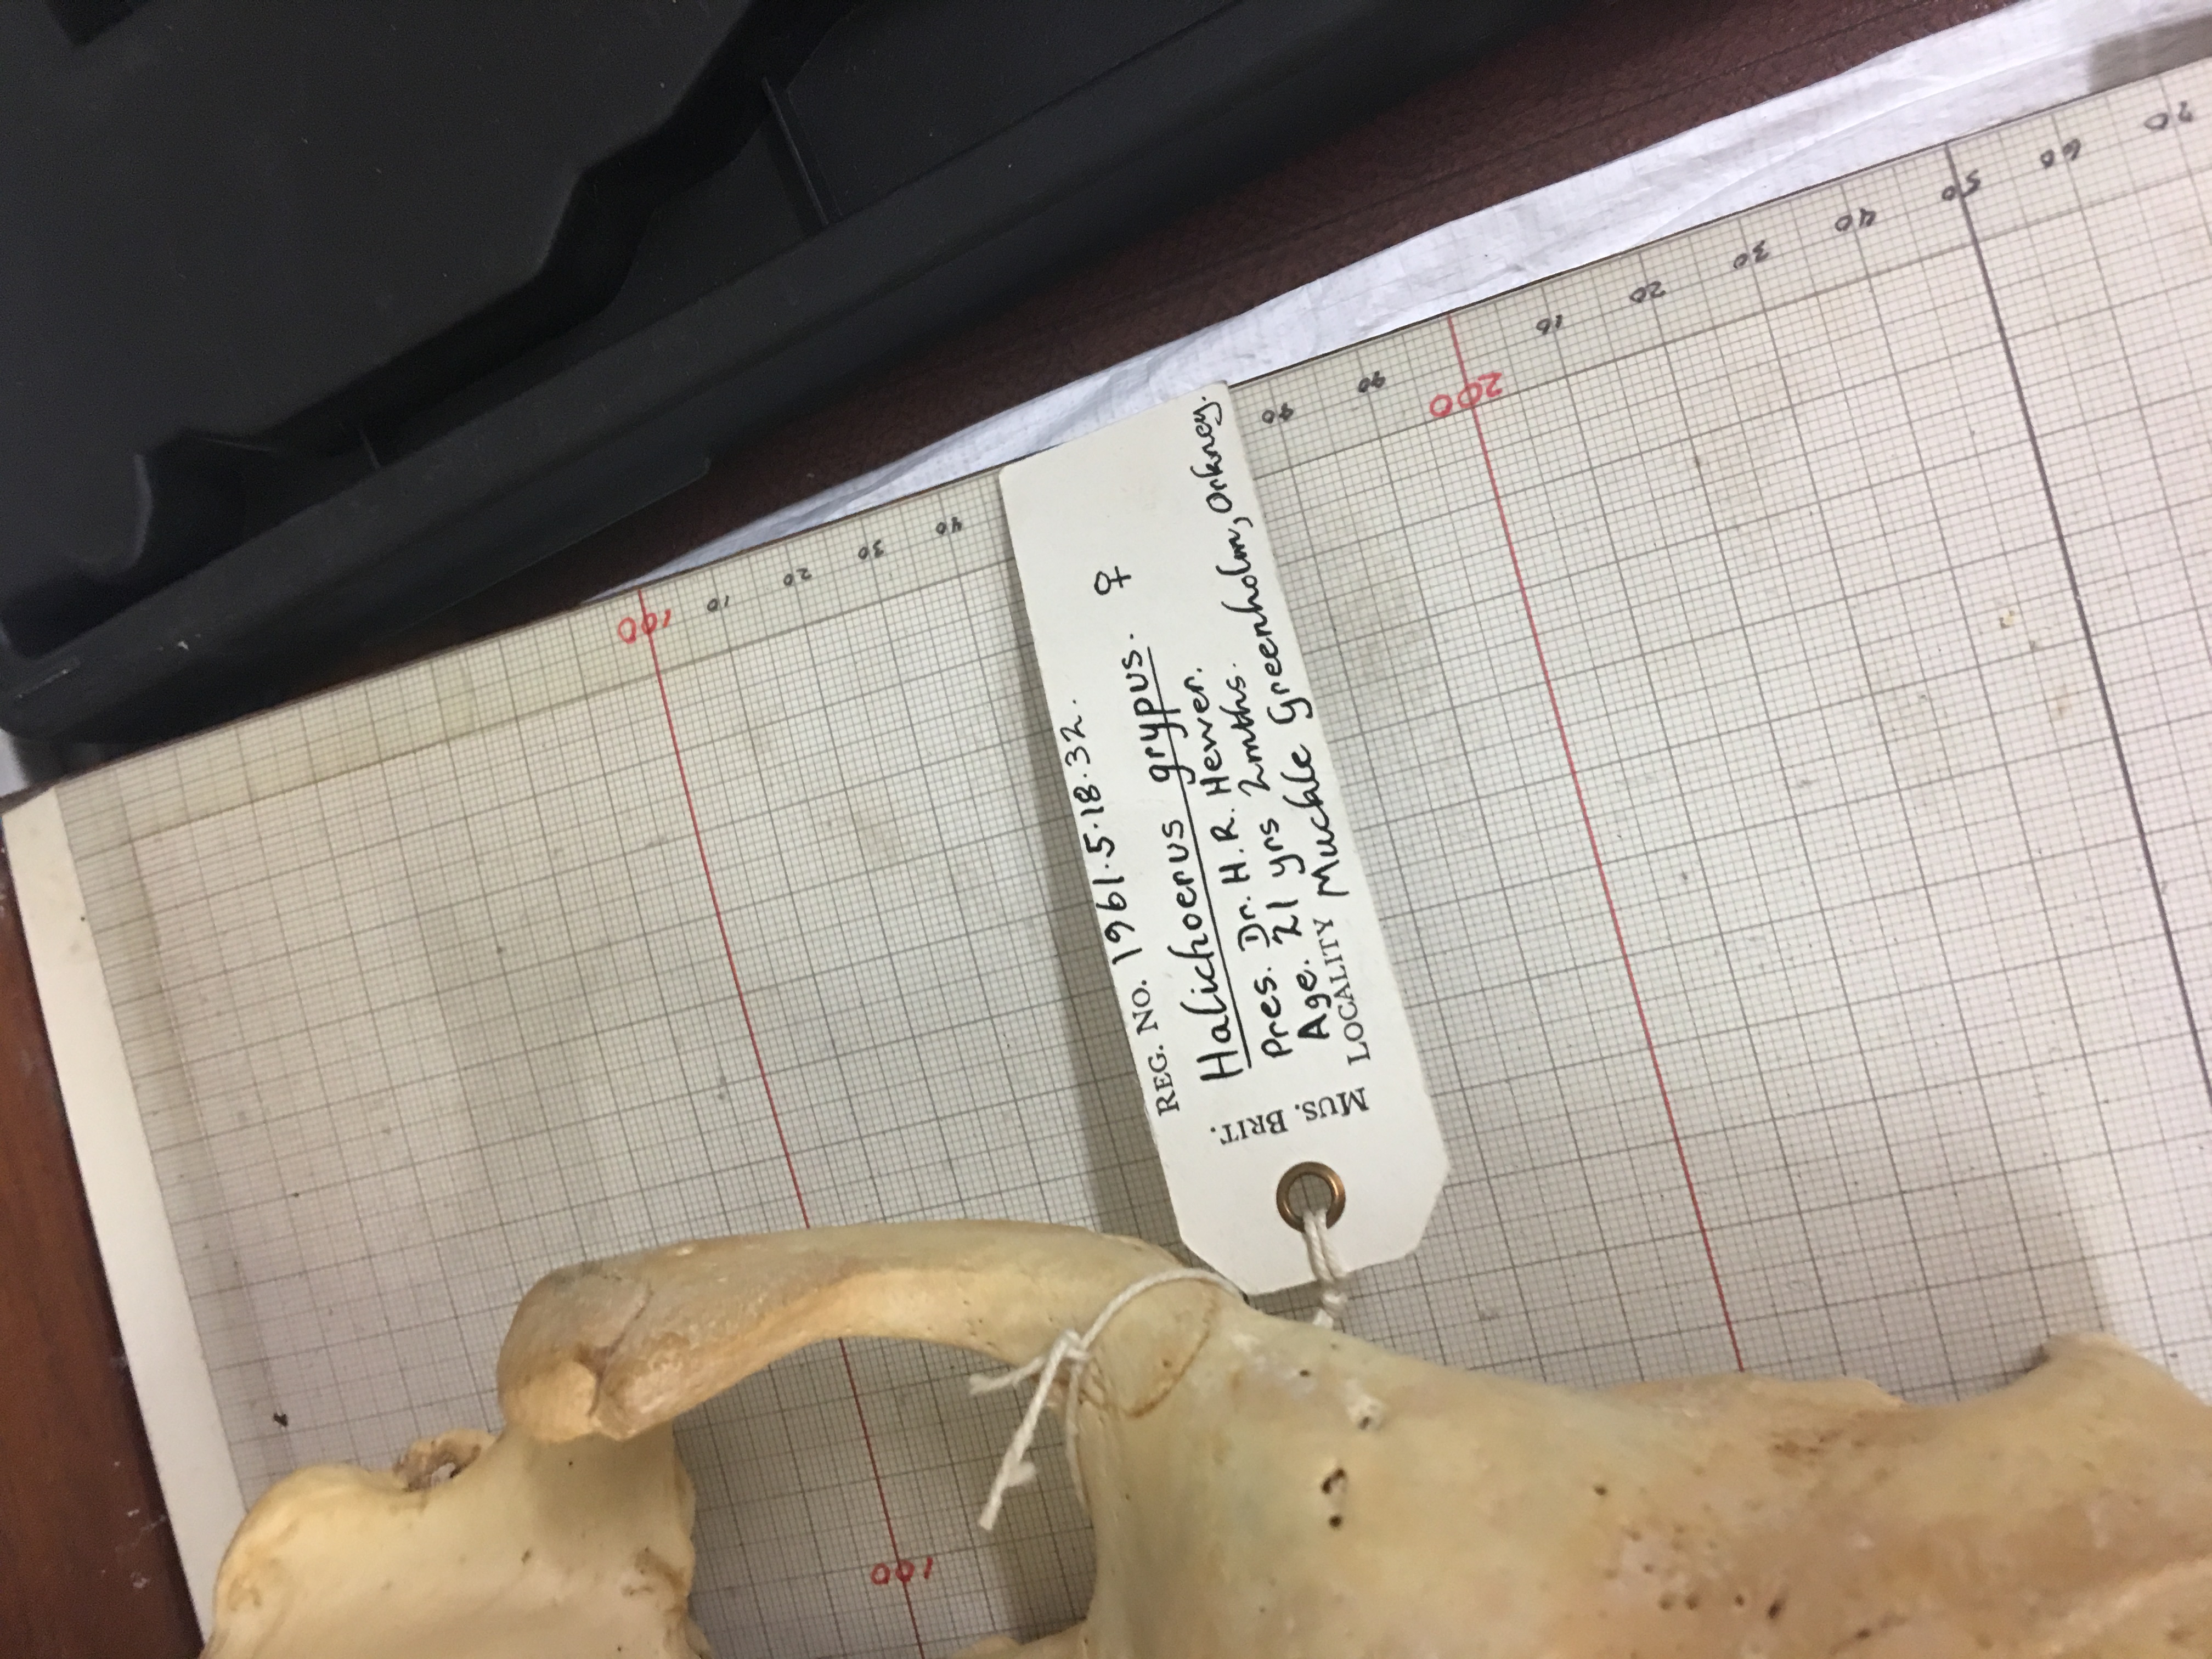 100
10
20
30
40
100
MUS. BRIT.
REG. NO. 1961.5.18.32.
Halichoerus grypus. ♀
Pres. Dr. H. R. Hewer.
Age. 21 yrs 2mths.
LOCALITY Muckle Greenholm, Orkney.
80
90
200
10
20
30
40
50
60
70